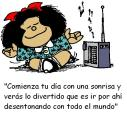 "Comienza tu día con una sonrisa y
verás lo divertido que es ir por ahí
desentonando con todo el mundo"